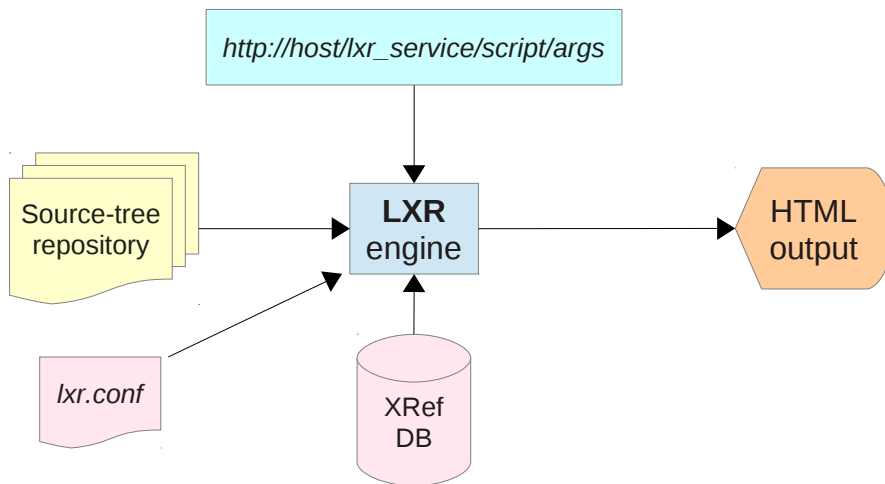 http://host/lxr_service/script/args
Source-tree
repository
LXR
engine
HTML
output
lxr.conf
XRef
DB